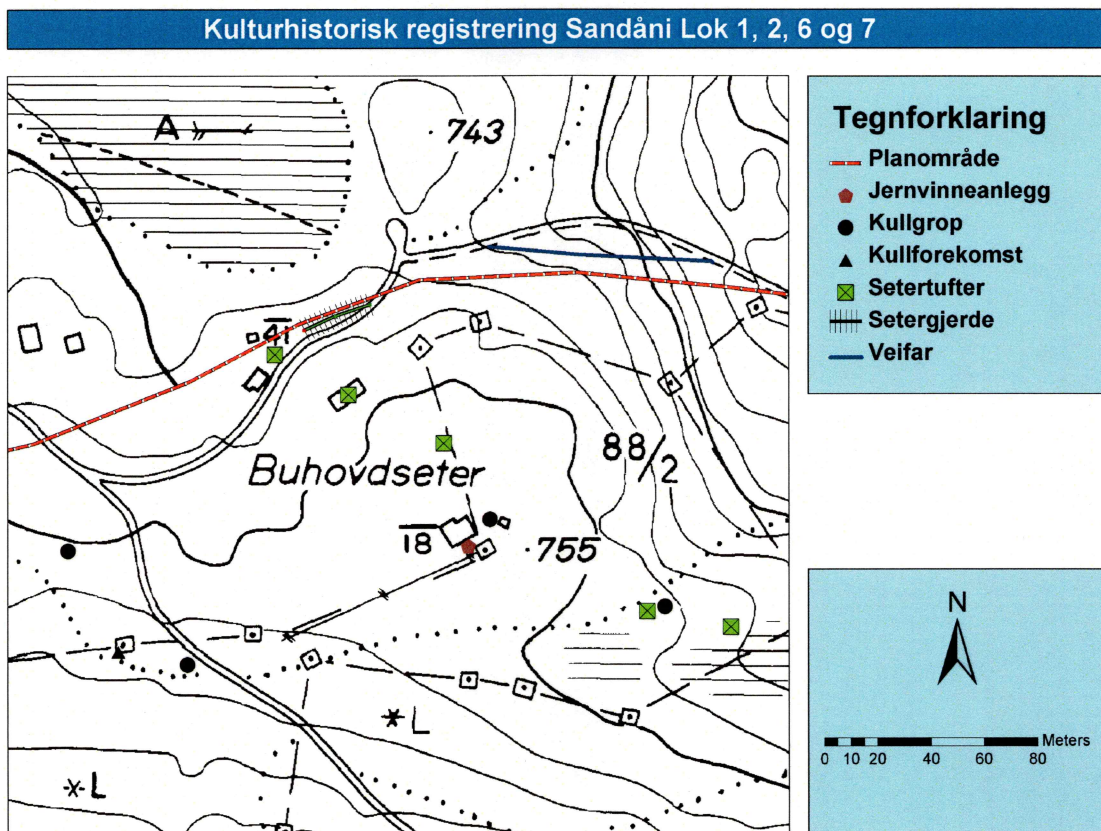 Kulturhistorisk registrering Sandåni Lok 1, 2, 6 og 7
A
743
41
Buhovdseter
88/2
18
755
L
L
Tegnforklaring
Planområde
Jernvinneanlegg
Kullgrop
Kullforekomst
Setertufter
Setergjerde
Veifar
N
Meters
0 10 20 40 60 80